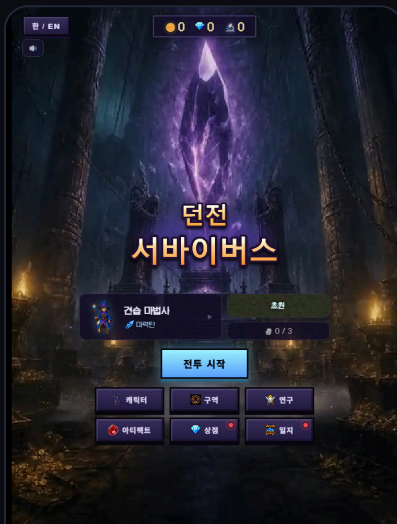 한 / EN
0 0 0
던전
서바이버스
견습 마법사
마력탄
초원
0 / 3
전투 시작
캐릭터 구역 연구
아티팩트 상점 일지